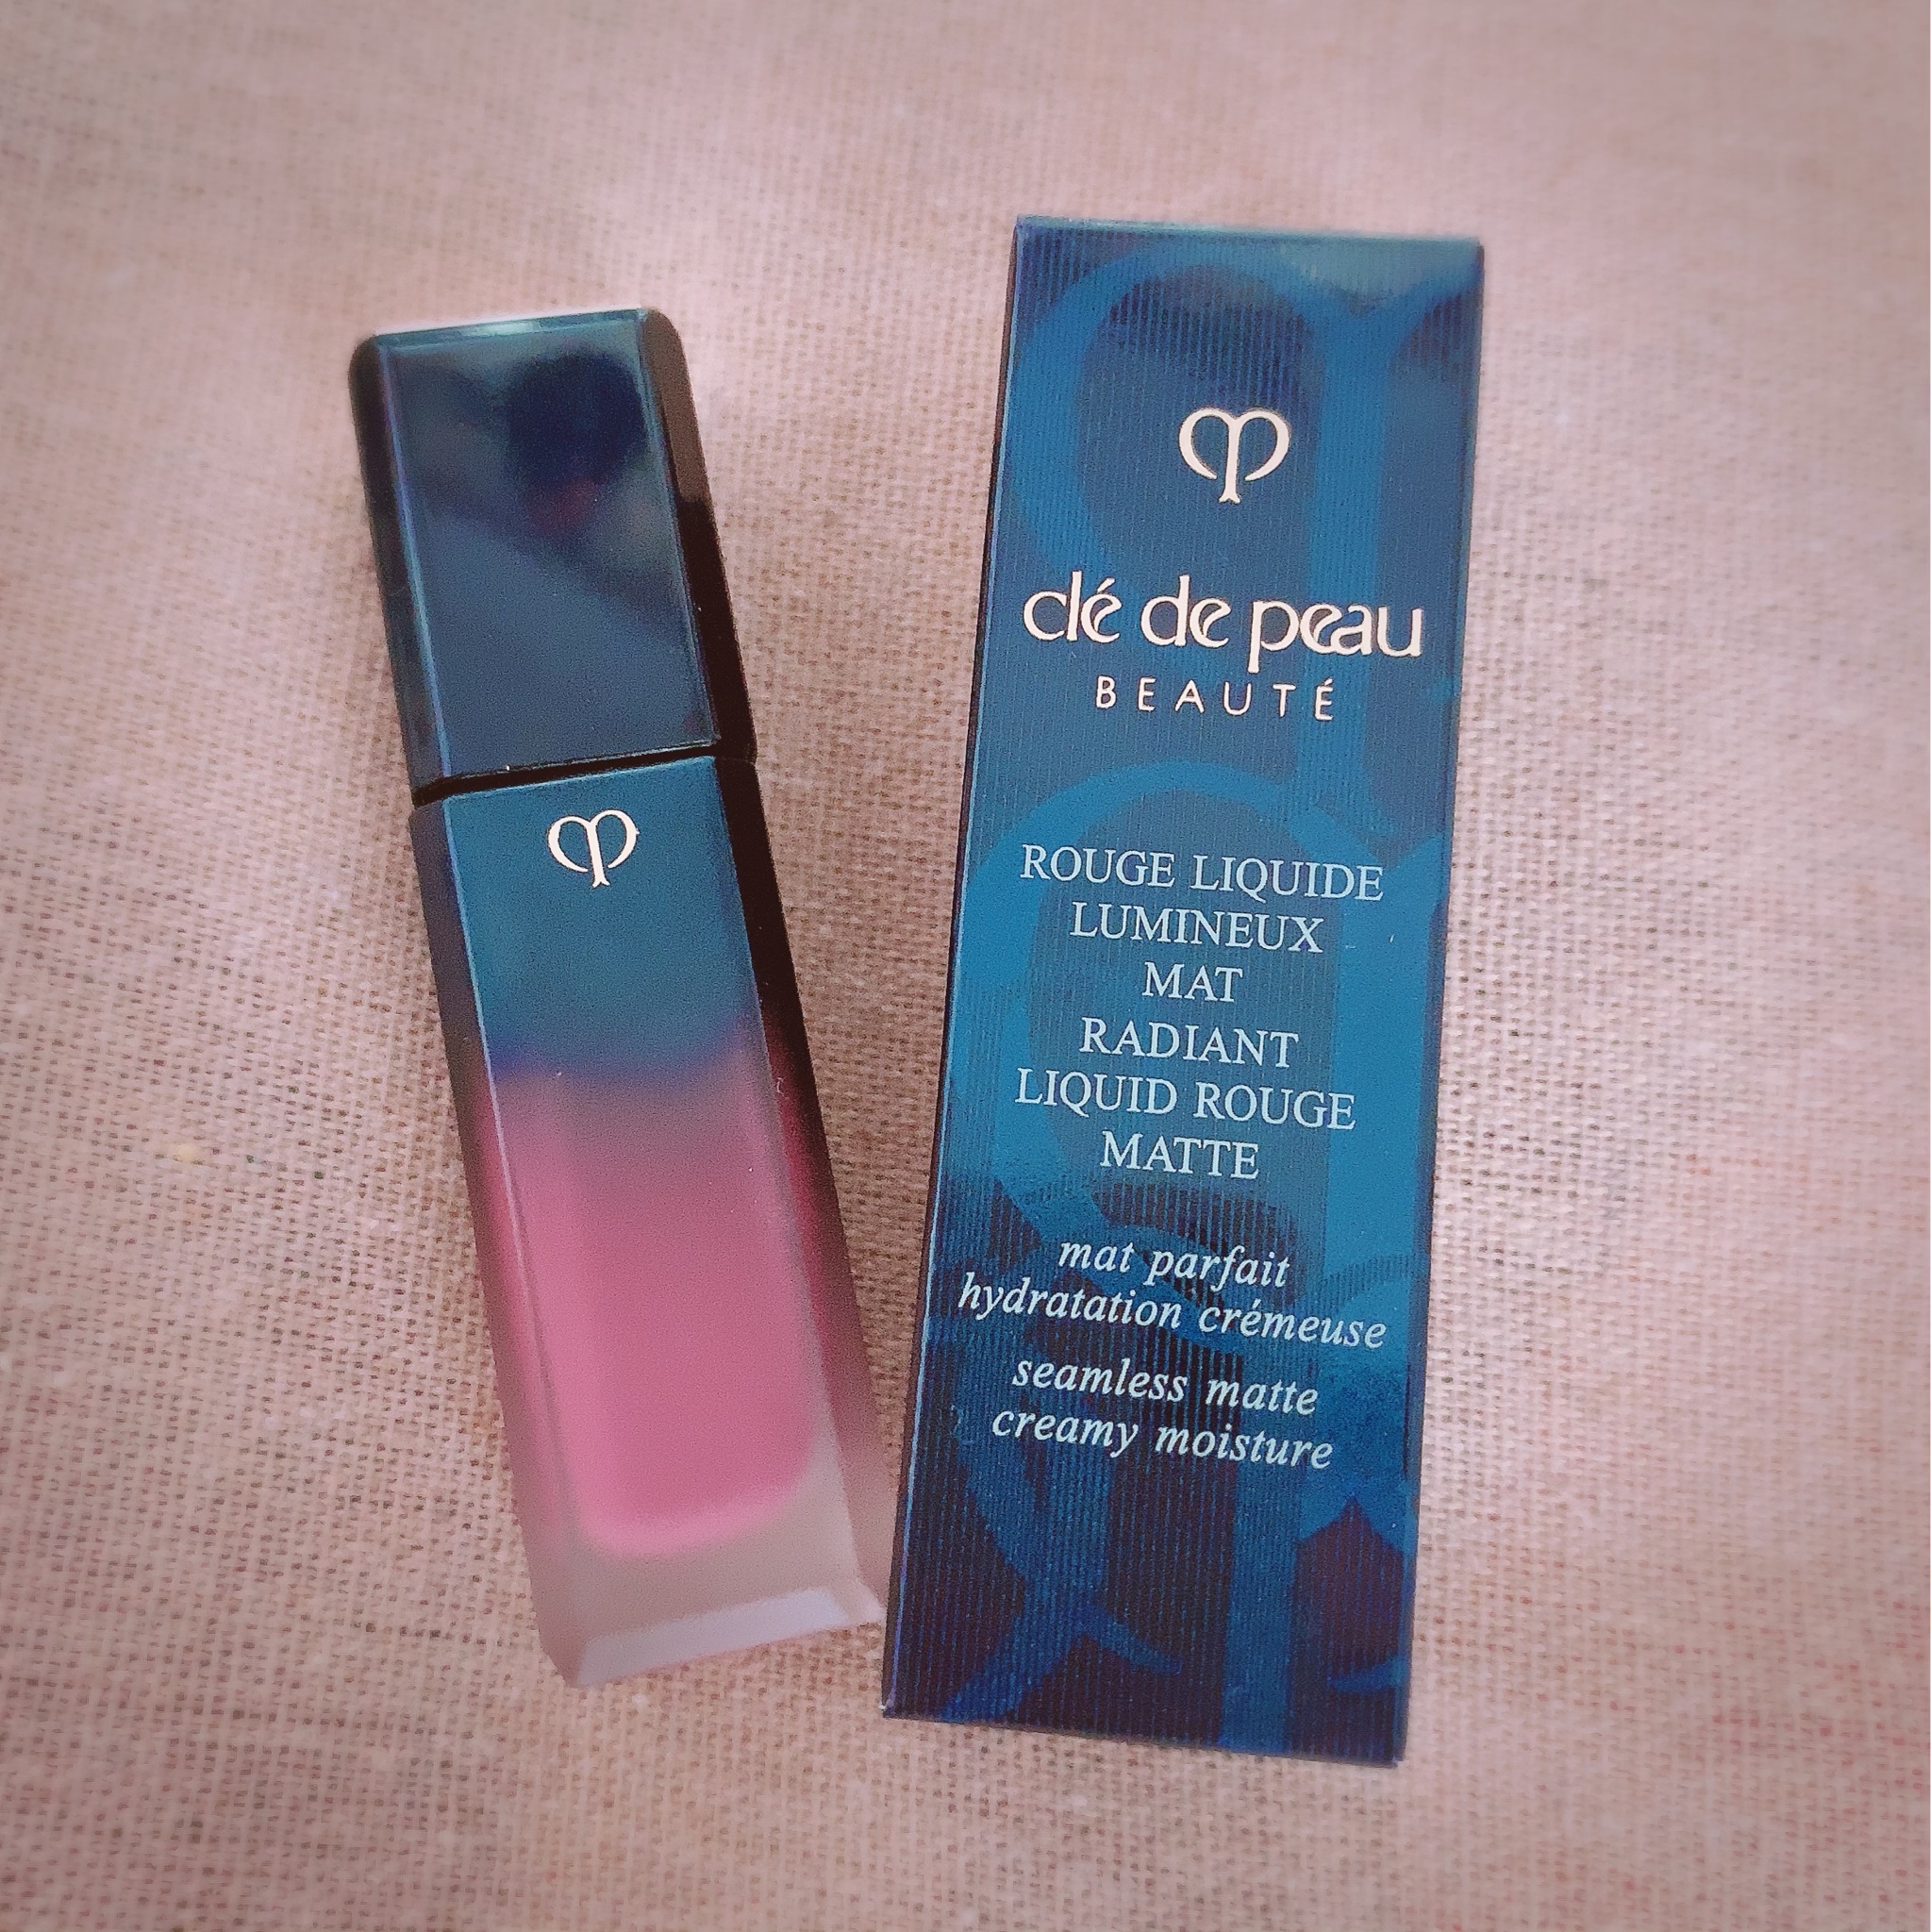 clé de peau
BEAUTÉ
ROUGE LIQUIDE
LUMINEUX
MAT
RADIANT
LIQUID ROUGE
MATTE
mat parfait
hydratation crémeuse
seamless matte
creamy moisture